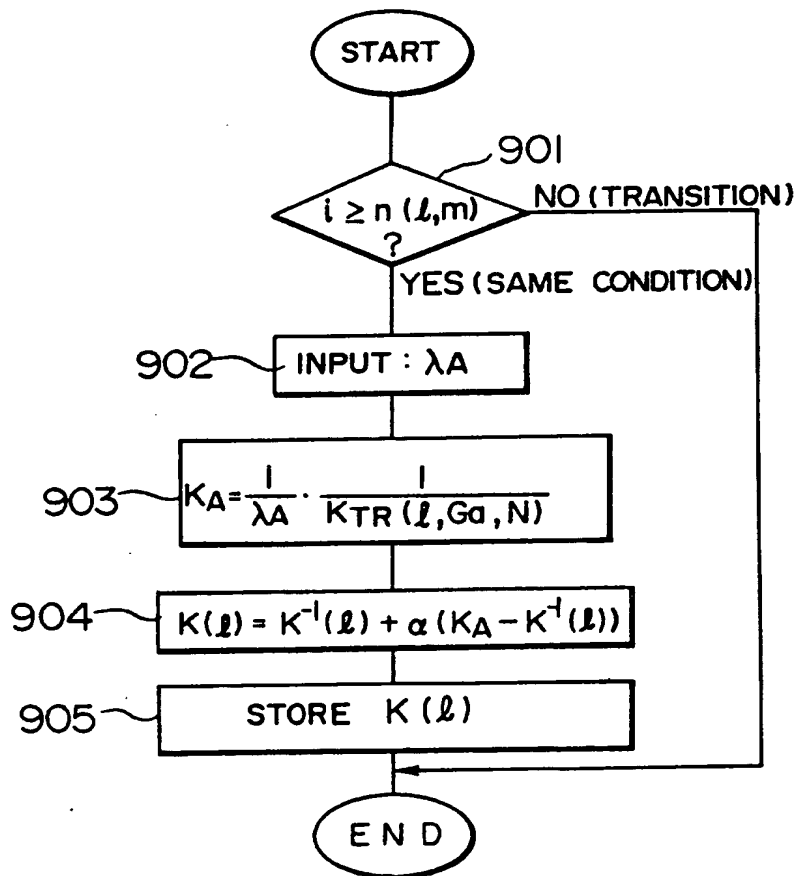 START
901
i ≥ n (ℓ,m)
?
NO (TRANSITION)
YES (SAME CONDITION)
902
INPUT : λA
903
KA = 1/λA · 1/KTR (ℓ, Ga, N)
904
K(ℓ) = K⁻¹(ℓ) + α (KA − K⁻¹(ℓ))
905
STORE K (ℓ)
END